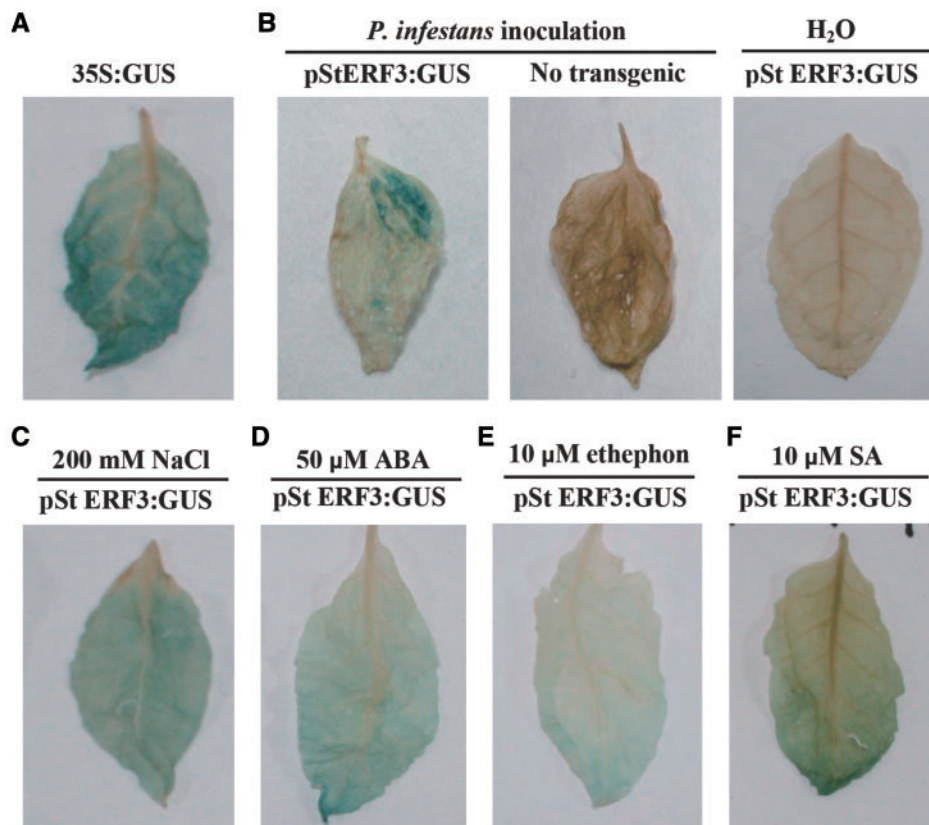 A
B
P. infestans inoculation
H₂O
35S:GUS
pStERF3:GUS
No transgenic
pSt ERF3:GUS
C
D
E
F
200 mM NaCl
50 µM ABA
10 µM ethephon
10 µM SA
pSt ERF3:GUS
pSt ERF3:GUS
pSt ERF3:GUS
pSt ERF3:GUS